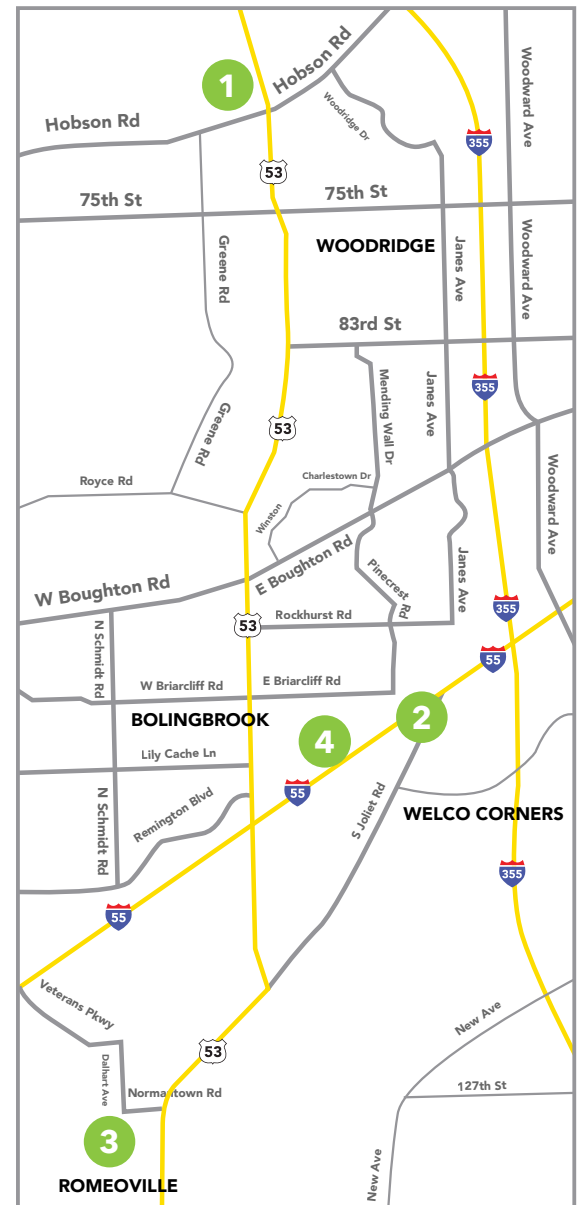 1
Hobson Rd
Hobson Rd
Woodridge Dr
Woodward Ave
355
53
75th St
75th St
WOODRIDGE
Greene Rd
Janes Ave
Woodward Ave
83rd St
Mending Wall Dr
Janes Ave
355
Greene Rd
53
Royce Rd
Charlestown Dr
Winston
Woodward Ave
E Boughton Rd
W Boughton Rd
Pinecrest Rd
Janes Ave
355
53
Rockhurst Rd
N Schmidt Rd
55
W Briarcliff Rd
E Briarcliff Rd
BOLINGBROOK
2
4
Lily Cache Ln
55
N Schmidt Rd
Remington Blvd
S Joliet Rd
WELCO CORNERS
355
55
Veterans Pkwy
New Ave
53
Dalhart Ave
Normantown Rd
127th St
3
New Ave
ROMEOVILLE